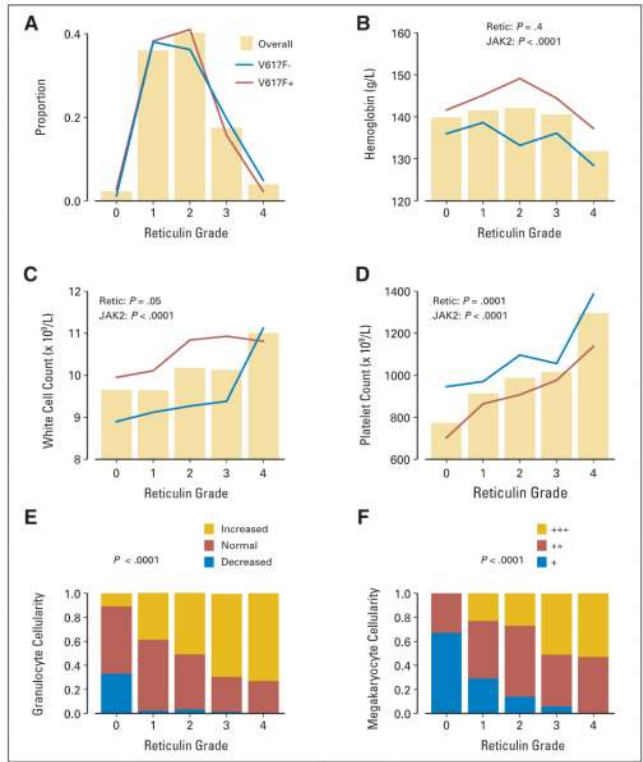 A
0.4
0.2
0.0
Proportion
Overall
V617F-
V617F+
0 1 2 3 4
Reticulin Grade
B
Retic: P = .4
JAK2: P < .0001
160
150
140
130
120
Hemoglobin (g/L)
0 1 2 3 4
Reticulin Grade
C
Retic: P = .05
JAK2: P < .0001
12
11
10
9
8
White Cell Count (x 10⁹/L)
0 1 2 3 4
Reticulin Grade
D
Retic: P = .0001
JAK2: P < .0001
1400
1200
1000
800
600
Platelet Count (x 10⁹/L)
0 1 2 3 4
Reticulin Grade
E
Increased
Normal
Decreased
P < .0001
1.0
0.8
0.6
0.4
0.2
0.0
Granulocyte Cellularity
0 1 2 3 4
Reticulin Grade
F
+++
++
+
P < .0001
1.0
0.8
0.6
0.4
0.2
0.0
Megakaryocyte Cellularity
0 1 2 3 4
Reticulin Grade